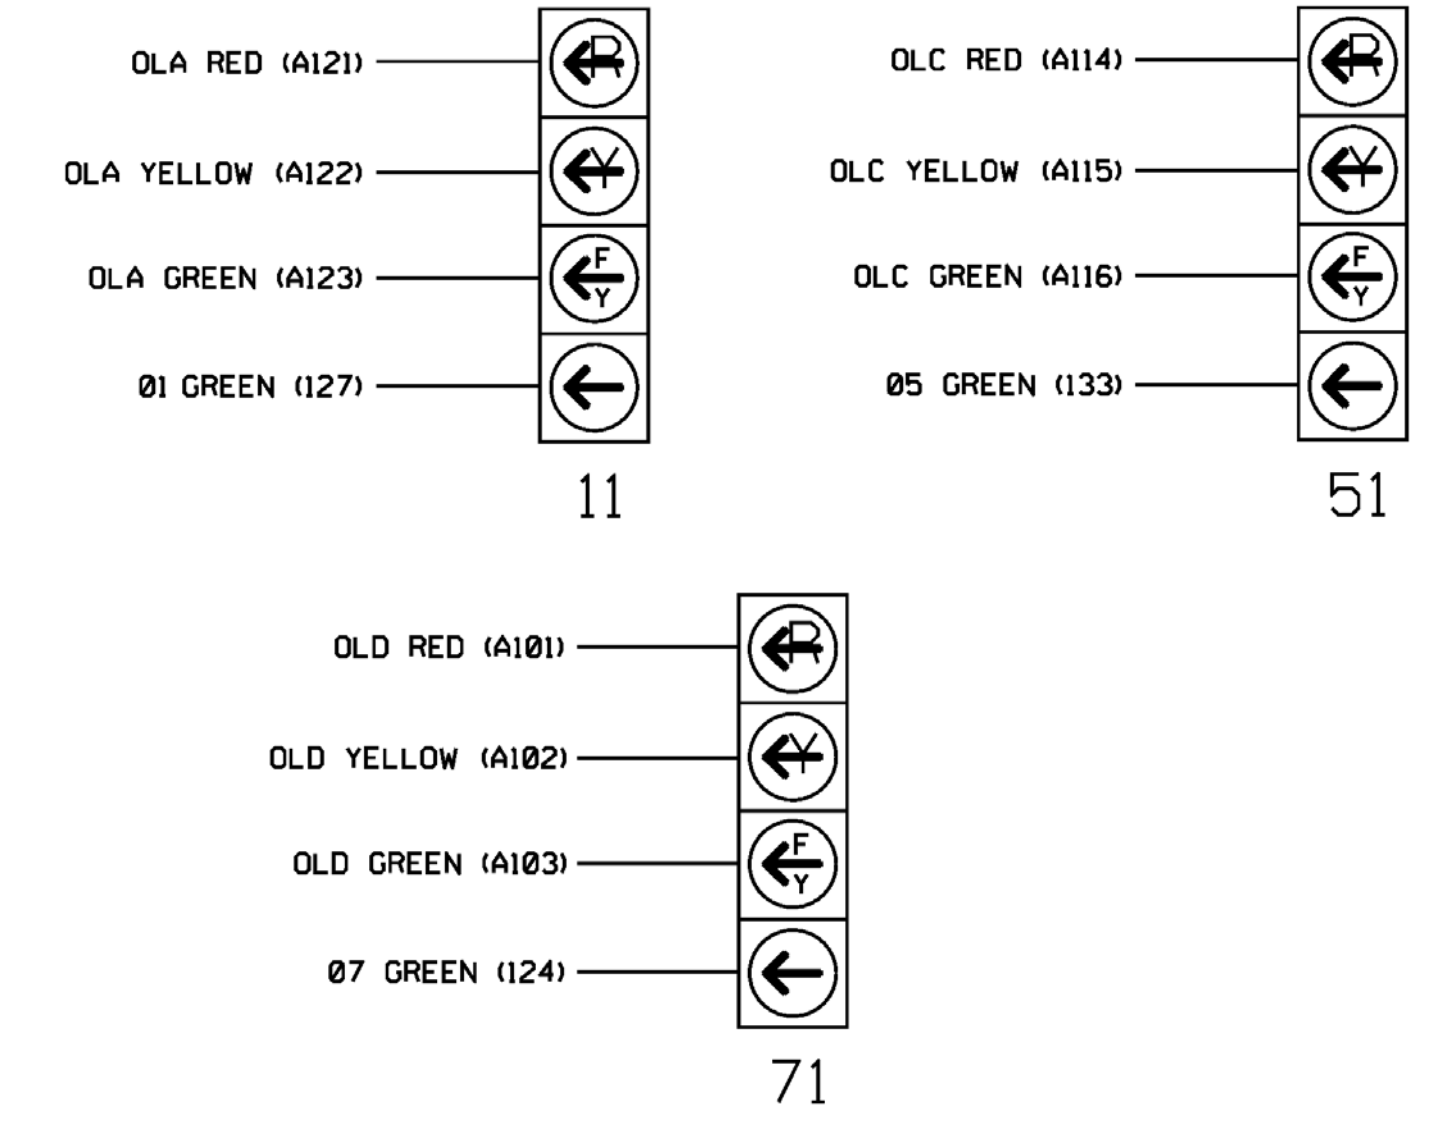 OLA RED (A121)
R
OLA YELLOW (A122)
Y
OLA GREEN (A123)
F
Y
01 GREEN (127)
11
OLC RED (A114)
R
OLC YELLOW (A115)
Y
OLC GREEN (A116)
F
Y
05 GREEN (133)
51
OLD RED (A101)
R
OLD YELLOW (A102)
Y
OLD GREEN (A103)
F
Y
07 GREEN (124)
71